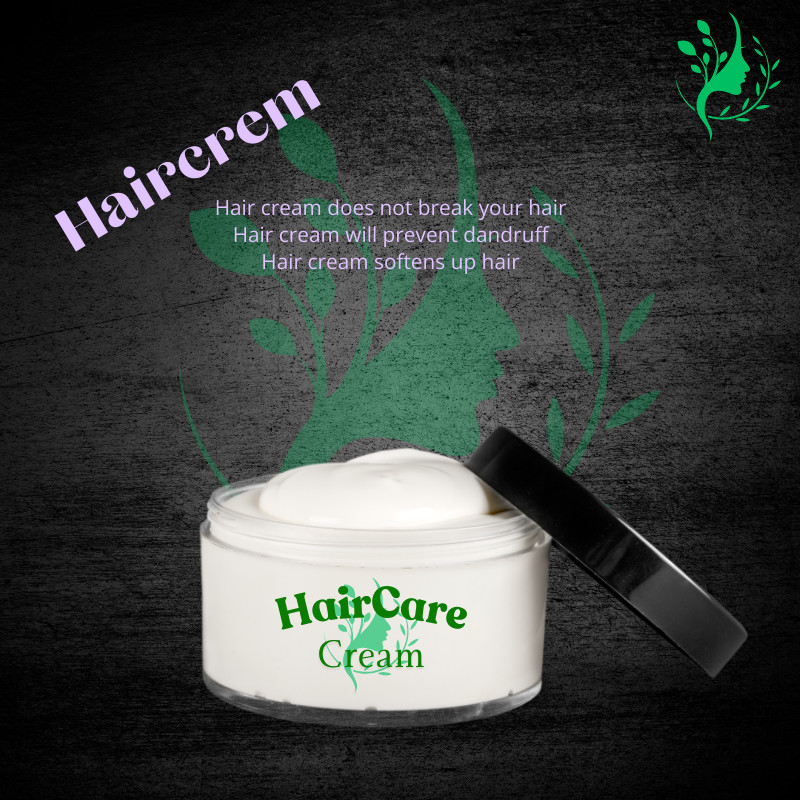 Haircrem
Hair cream does not break your hair
Hair cream will prevent dandruff
Hair cream softens up hair
HairCare
Cream